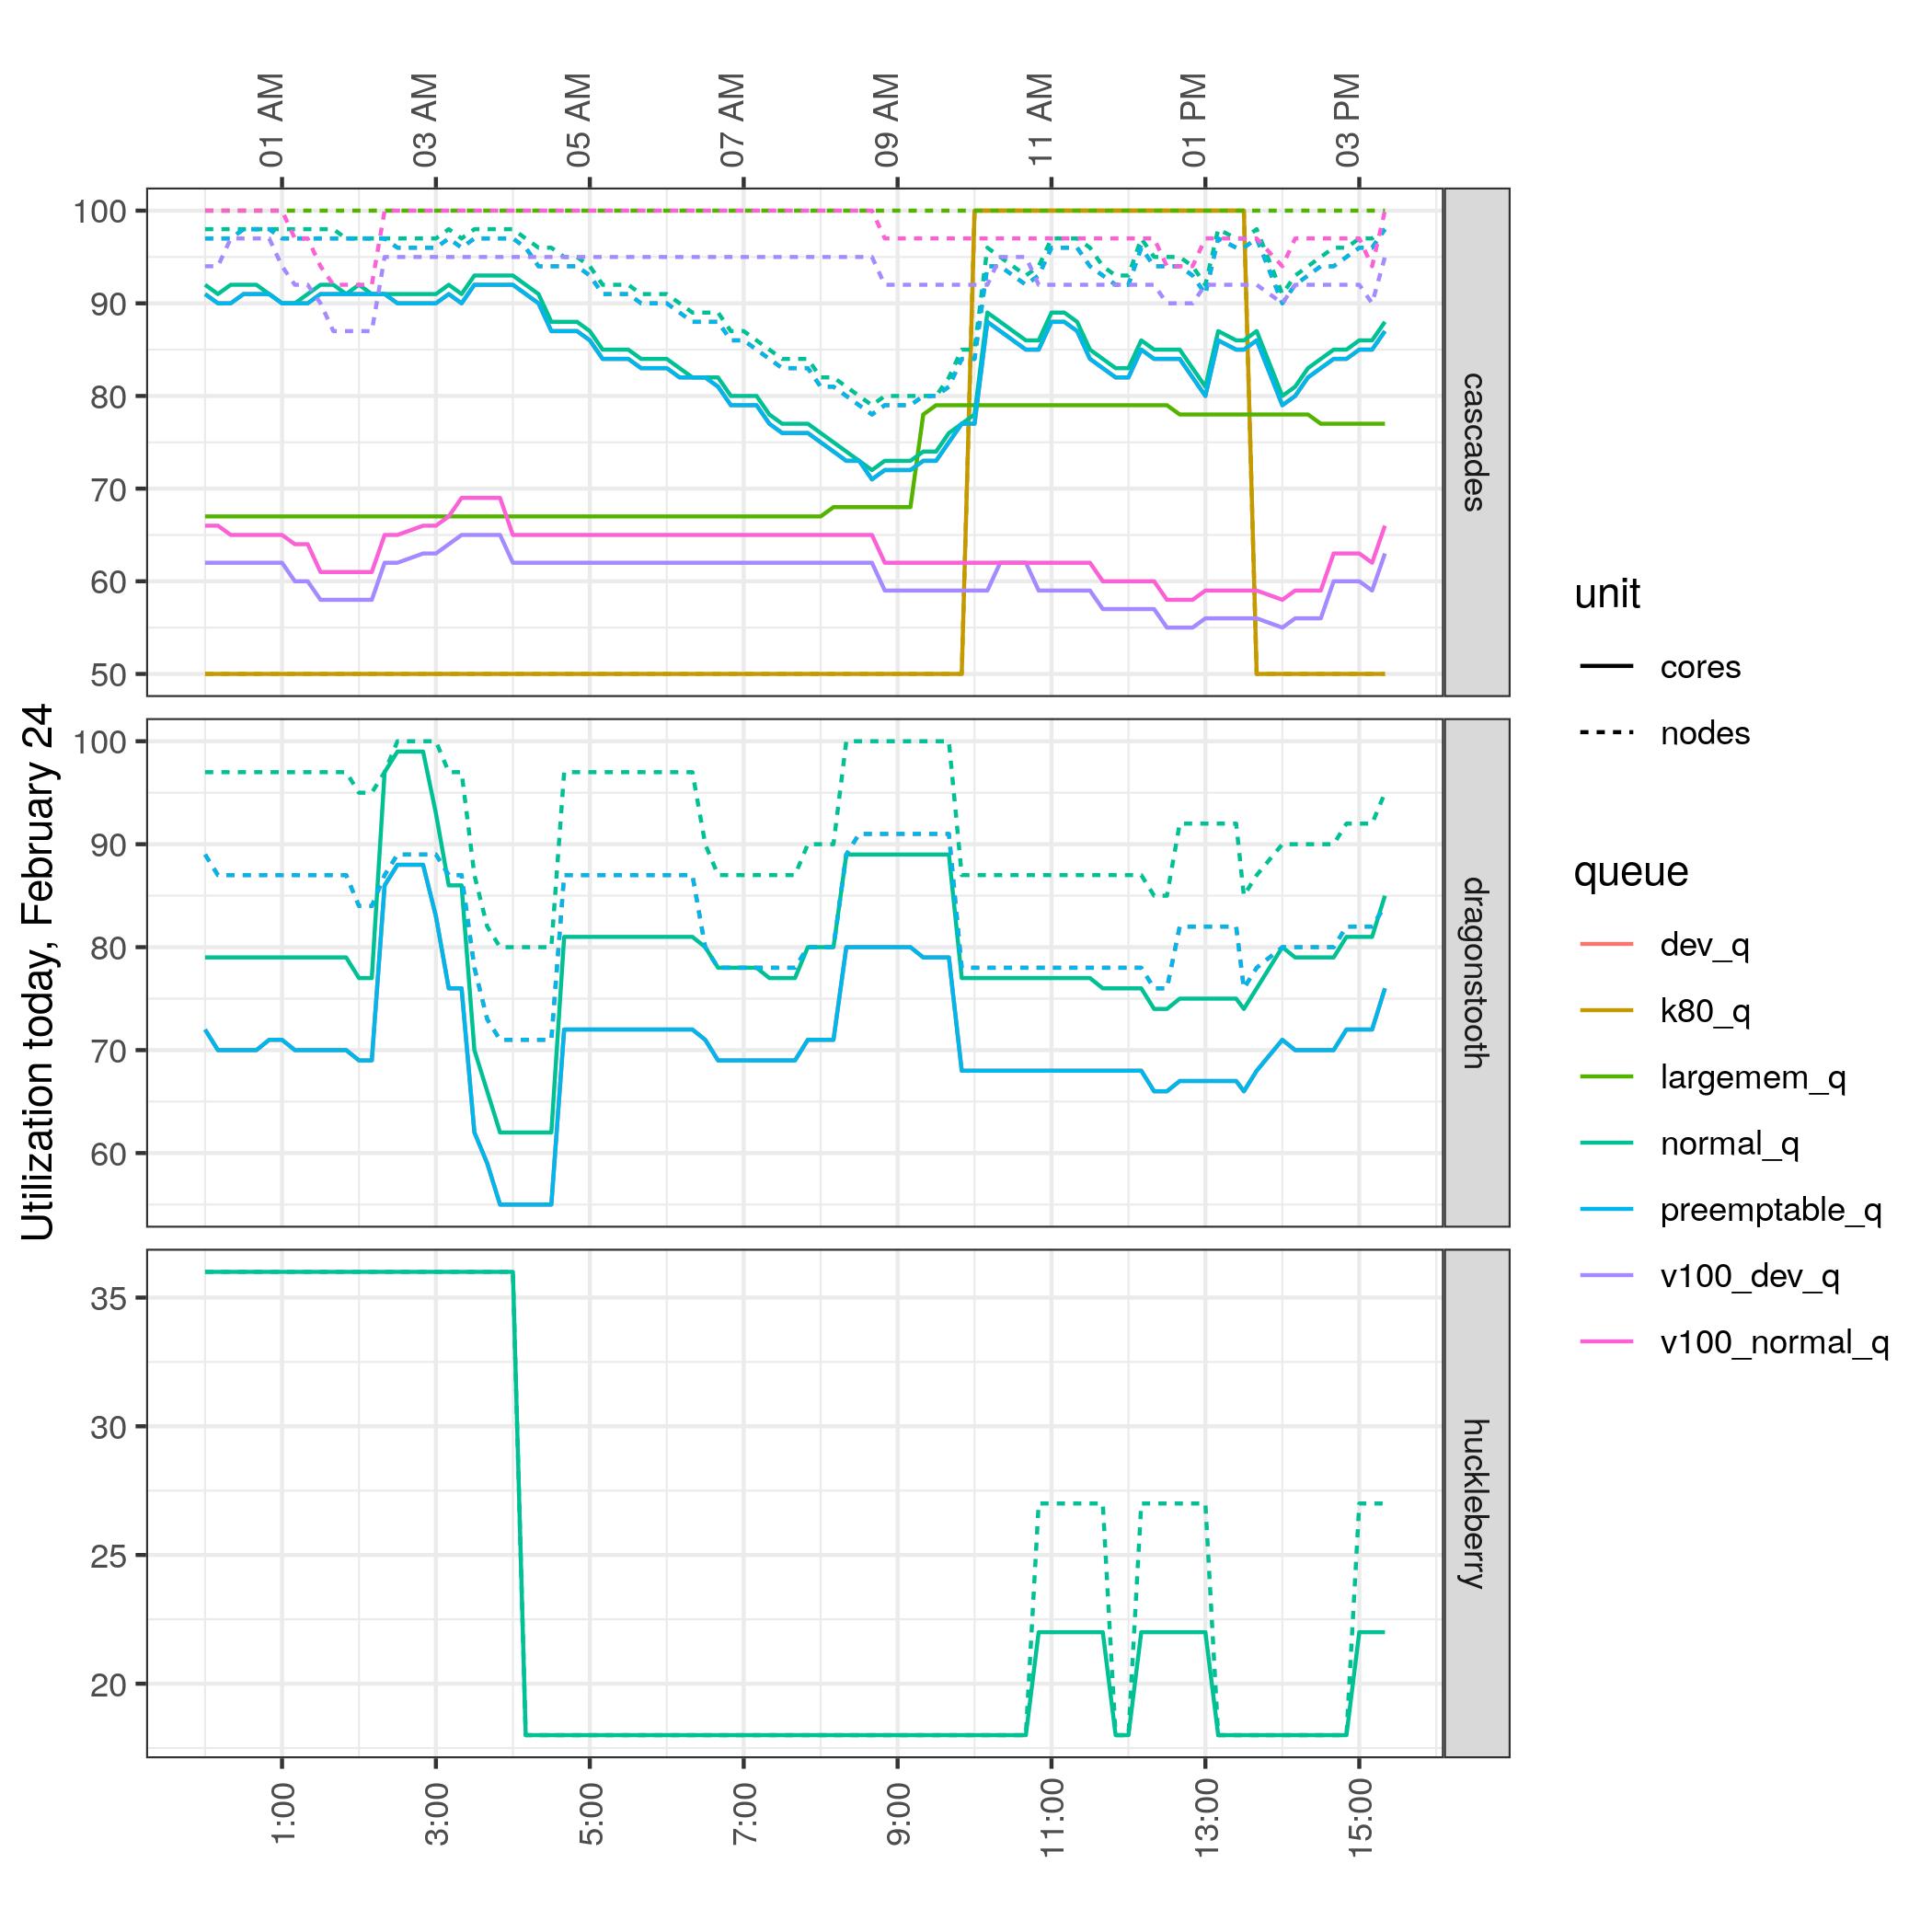 01 AM
03 AM
05 AM
07 AM
09 AM
11 AM
01 PM
03 PM
100
90
80
70
60
50
cascades
100
90
80
70
60
dragonstooth
35
30
25
20
huckleberry
1:00
3:00
5:00
7:00
9:00
11:00
13:00
15:00
Utilization today, February 24
unit
cores
nodes
queue
dev_q
k80_q
largemem_q
normal_q
preemptable_q
v100_dev_q
v100_normal_q